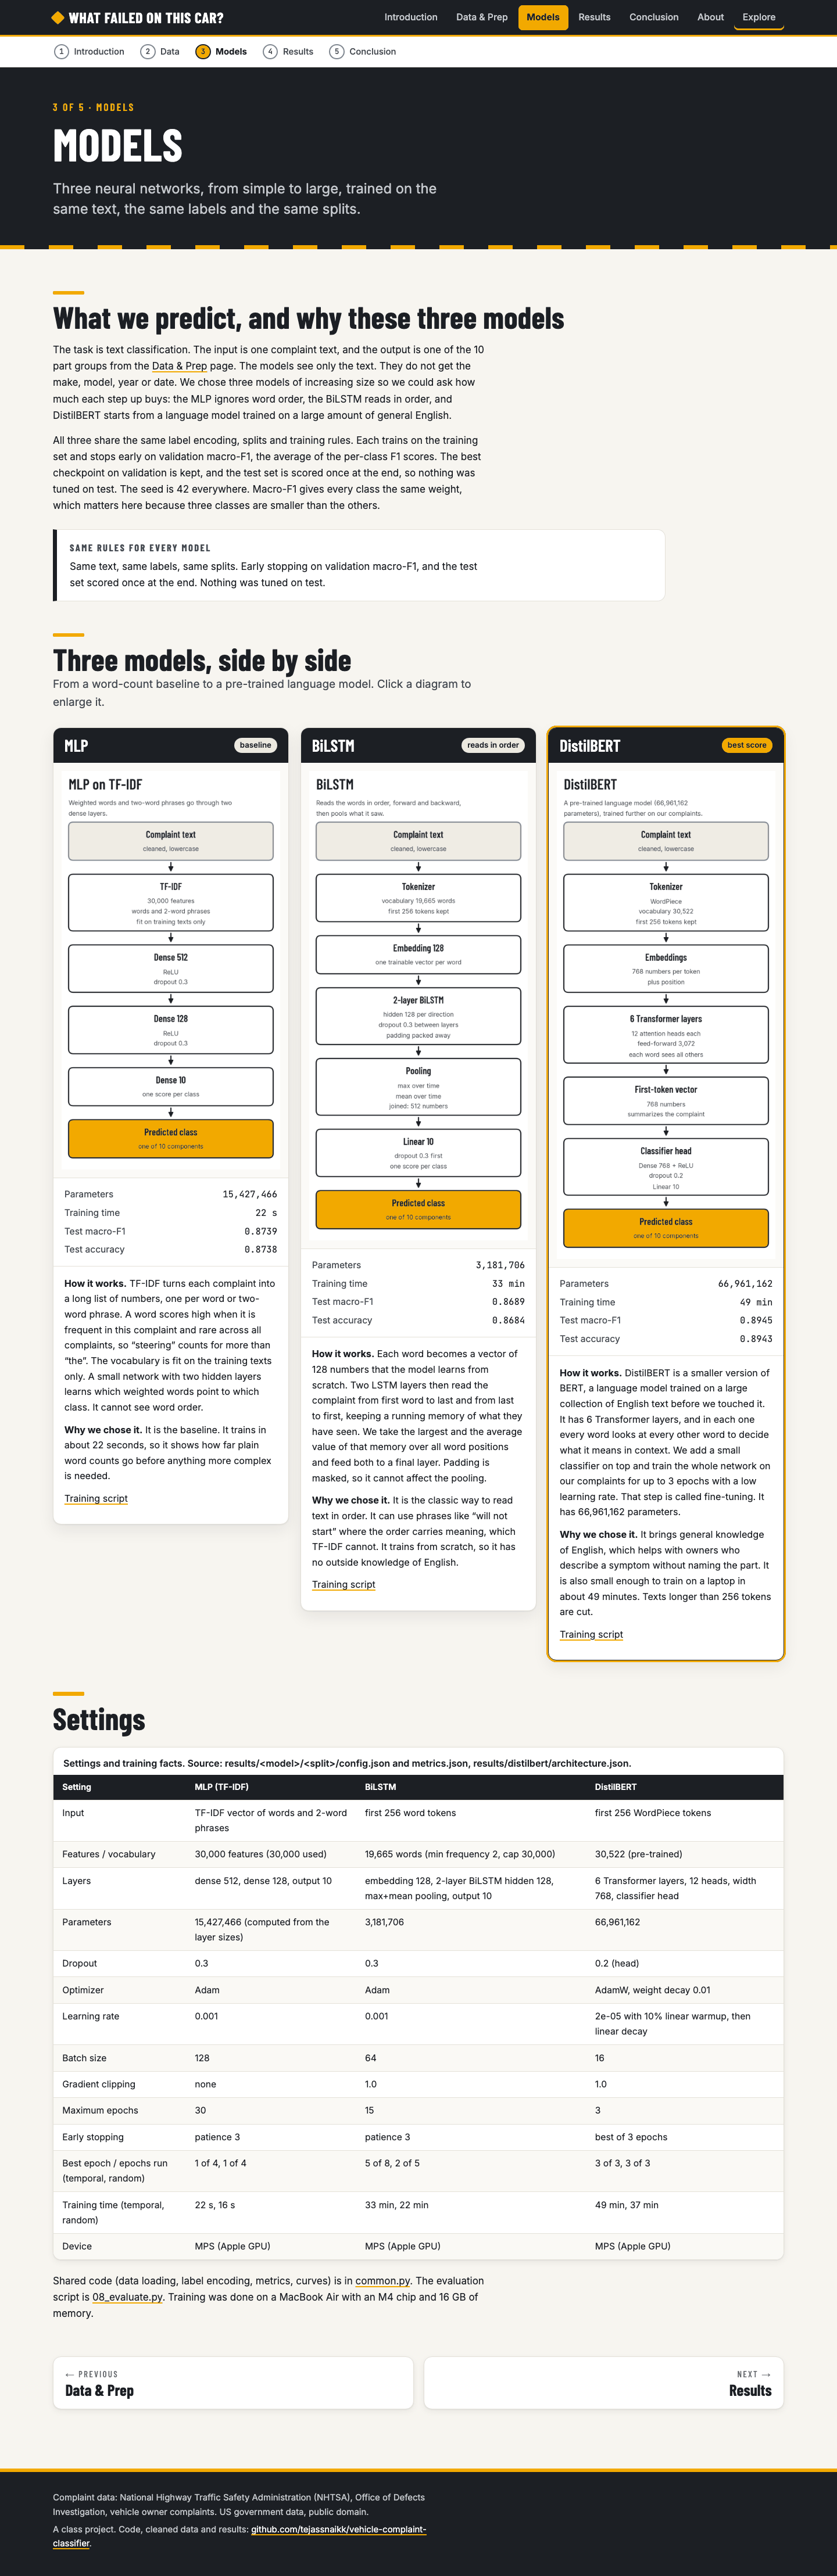 WHAT FAILED ON THIS CAR?
Introduction
Data & Prep
Models
Results
Conclusion
About
Explore
1 Introduction
2 Data
3 Models
4 Results
5 Conclusion
3 OF 5 · MODELS
MODELS
Three neural networks, from simple to large, trained on the
same text, the same labels and the same splits.
What we predict, and why these three models
The task is text classification. The input is one complaint text, and the output is one of the 10
part groups from the Data & Prep page. The models see only the text. They do not get the
make, model, year or date. We chose three models of increasing size so we could ask how
much each step up buys: the MLP ignores word order, the BiLSTM reads in order, and
DistilBERT starts from a language model trained on a large amount of general English.
All three share the same label encoding, splits and training rules. Each trains on the training
set and stops early on validation macro-F1, the average of the per-class F1 scores. The best
checkpoint on validation is kept, and the test set is scored once at the end, so nothing was
tuned on test. The seed is 42 everywhere. Macro-F1 gives every class the same weight,
which matters here because three classes are smaller than the others.
SAME RULES FOR EVERY MODEL
Same text, same labels, same splits. Early stopping on validation macro-F1, and the test
set scored once at the end. Nothing was tuned on test.
Three models, side by side
From a word-count baseline to a pre-trained language model. Click a diagram to
enlarge it.
MLP
baseline
MLP on TF-IDF
Weighted words and two-word phrases go through two
dense layers.
Complaint text
cleaned, lowercase
TF-IDF
30,000 features
words and 2-word phrases
fit on training texts only
Dense 512
ReLU
dropout 0.3
Dense 128
ReLU
dropout 0.3
Dense 10
one score per class
Predicted class
one of 10 components
Parameters 15,427,466
Training time 22 s
Test macro-F1 0.8739
Test accuracy 0.8738
How it works. TF-IDF turns each complaint into
a long list of numbers, one per word or two-
word phrase. A word scores high when it is
frequent in this complaint and rare across all
complaints, so “steering” counts for more than
“the”. The vocabulary is fit on the training texts
only. A small network with two hidden layers
learns which weighted words point to which
class. It cannot see word order.
Why we chose it. It is the baseline. It trains in
about 22 seconds, so it shows how far plain
word counts go before anything more complex
is needed.
Training script
BiLSTM
reads in order
BiLSTM
Reads the words in order, forward and backward,
then pools what it saw.
Complaint text
cleaned, lowercase
Tokenizer
vocabulary 19,665 words
first 256 tokens kept
Embedding 128
one trainable vector per word
2-layer BiLSTM
hidden 128 per direction
dropout 0.3 between layers
padding packed away
Pooling
max over time
mean over time
joined: 512 numbers
Linear 10
dropout 0.3 first
one score per class
Predicted class
one of 10 components
Parameters 3,181,706
Training time 33 min
Test macro-F1 0.8689
Test accuracy 0.8684
How it works. Each word becomes a vector of
128 numbers that the model learns from
scratch. Two LSTM layers then read the
complaint from first word to last and from last
to first, keeping a running memory of what they
have seen. We take the largest and the average
value of that memory over all word positions
and feed both to a final layer. Padding is
masked, so it cannot affect the pooling.
Why we chose it. It is the classic way to read
text in order. It can use phrases like “will not
start” where the order carries meaning, which
TF-IDF cannot. It trains from scratch, so it has
no outside knowledge of English.
Training script
DistilBERT
best score
DistilBERT
A pre-trained language model (66,961,162
parameters), trained further on our complaints.
Complaint text
cleaned, lowercase
Tokenizer
WordPiece
vocabulary 30,522
first 256 tokens kept
Embeddings
768 numbers per token
plus position
6 Transformer layers
12 attention heads each
feed-forward 3,072
each word sees all others
First-token vector
768 numbers
summarizes the complaint
Classifier head
Dense 768 + ReLU
dropout 0.2
Linear 10
Predicted class
one of 10 components
Parameters 66,961,162
Training time 49 min
Test macro-F1 0.8945
Test accuracy 0.8943
How it works. DistilBERT is a smaller version of
BERT, a language model trained on a large
collection of English text before we touched it.
It has 6 Transformer layers, and in each one
every word looks at every other word to decide
what it means in context. We add a small
classifier on top and train the whole network on
our complaints for up to 3 epochs with a low
learning rate. That step is called fine-tuning. It
has 66,961,162 parameters.
Why we chose it. It brings general knowledge
of English, which helps with owners who
describe a symptom without naming the part. It
is also small enough to train on a laptop in
about 49 minutes. Texts longer than 256 tokens
are cut.
Training script
Settings
Settings and training facts. Source: results/<model>/<split>/config.json and metrics.json, results/distilbert/architecture.json.
Setting MLP (TF-IDF) BiLSTM DistilBERT
Input TF-IDF vector of words and 2-word phrases first 256 word tokens first 256 WordPiece tokens
Features / vocabulary 30,000 features (30,000 used) 19,665 words (min frequency 2, cap 30,000) 30,522 (pre-trained)
Layers dense 512, dense 128, output 10 embedding 128, 2-layer BiLSTM hidden 128, max+mean pooling, output 10 6 Transformer layers, 12 heads, width 768, classifier head
Parameters 15,427,466 (computed from the layer sizes) 3,181,706 66,961,162
Dropout 0.3 0.3 0.2 (head)
Optimizer Adam Adam AdamW, weight decay 0.01
Learning rate 0.001 0.001 2e-05 with 10% linear warmup, then linear decay
Batch size 128 64 16
Gradient clipping none 1.0 1.0
Maximum epochs 30 15 3
Early stopping patience 3 patience 3 best of 3 epochs
Best epoch / epochs run (temporal, random) 1 of 4, 1 of 4 5 of 8, 2 of 5 3 of 3, 3 of 3
Training time (temporal, random) 22 s, 16 s 33 min, 22 min 49 min, 37 min
Device MPS (Apple GPU) MPS (Apple GPU) MPS (Apple GPU)
Shared code (data loading, label encoding, metrics, curves) is in common.py. The evaluation
script is 08_evaluate.py. Training was done on a MacBook Air with an M4 chip and 16 GB of
memory.
← PREVIOUS
Data & Prep
NEXT →
Results
Complaint data: National Highway Traffic Safety Administration (NHTSA), Office of Defects
Investigation, vehicle owner complaints. US government data, public domain.
A class project. Code, cleaned data and results: github.com/tejassnaikk/vehicle-complaint-
classifier.